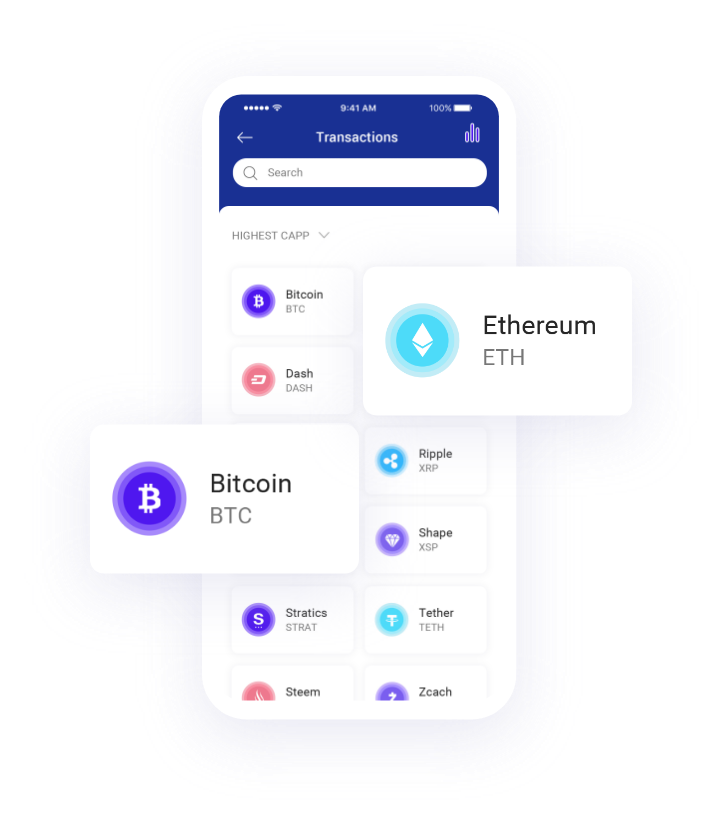 9:41 AM
100%
Transactions
Search
HIGHEST CAPP
Bitcoin
BTC
Ethereum
ETH
Dash
DASH
Bitcoin
BTC
Ripple
XRP
Shape
XSP
Stratics
STRAT
Tether
TETH
Steem
Zcach